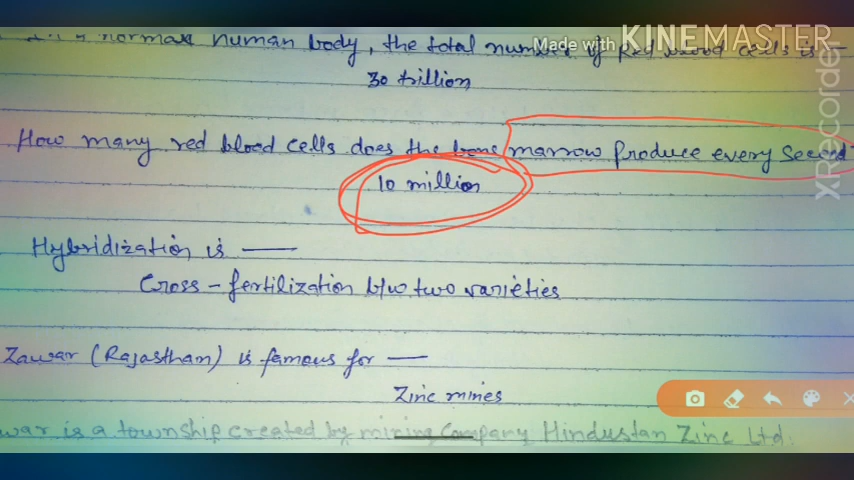 normal human body, the total number of Red blood cells is -
30 trillion
How many red blood cells does the bone marrow produce every second
10 million
Hybridization is —
Cross-fertilization b/w two varieties
Zawar (Rajasthan) is famous for —
Zinc mines
war is a township created by mining Company Hindustan Zinc Ltd.
Made with KINEMASTER
XRecorder